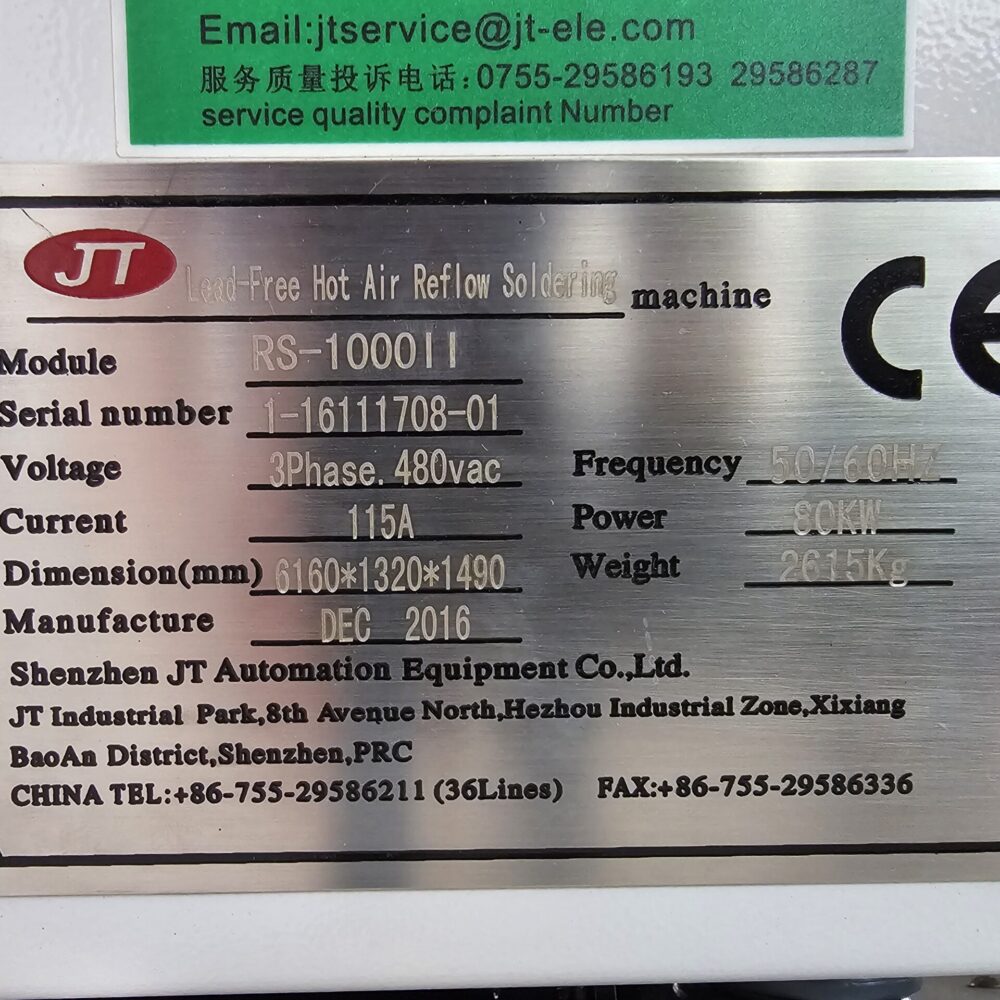 Email:jtservice@jt-ele.com
服务质量投诉电话:0755-29586193 29586287
service quality complaint Number
JT Lead-Free Hot Air Reflow Soldering machine
CE
Module RS-1000II
Serial number 1-16111708-01
Voltage 3Phase. 480vac Frequency 50/60HZ
Current 115A Power 80KW
Dimension(mm) 6160*1320*1490 Weight 2615Kg
Manufacture DEC 2016
Shenzhen JT Automation Equipment Co.,Ltd.
JT Industrial Park,8th Avenue North,Hezhou Industrial Zone,Xixiang
BaoAn District,Shenzhen,PRC
CHINA TEL:+86-755-29586211 (36Lines) FAX:+86-755-29586336